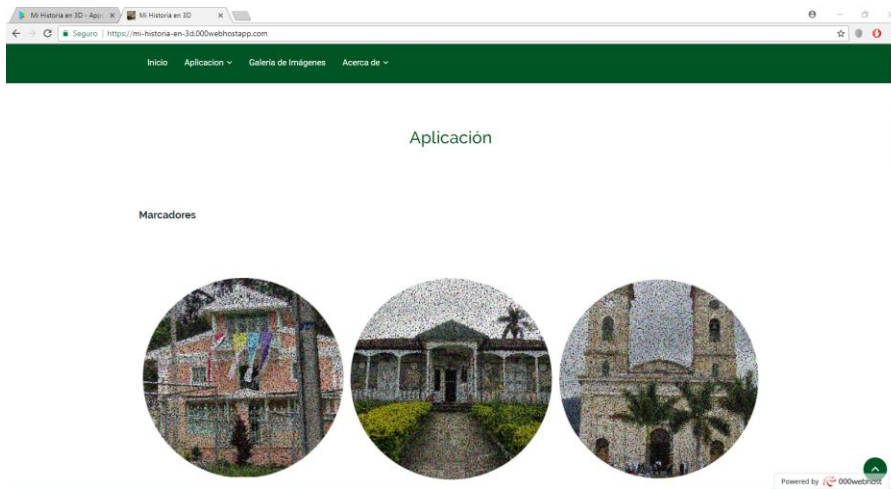 Mi Historia en 3D - Apps
Mi Historia en 3D
Seguro | https://mi-historia-en-3d.000webhostapp.com
Inicio Aplicacion Galería de Imágenes Acerca de
Aplicación
Marcadores
Powered by 000webhost